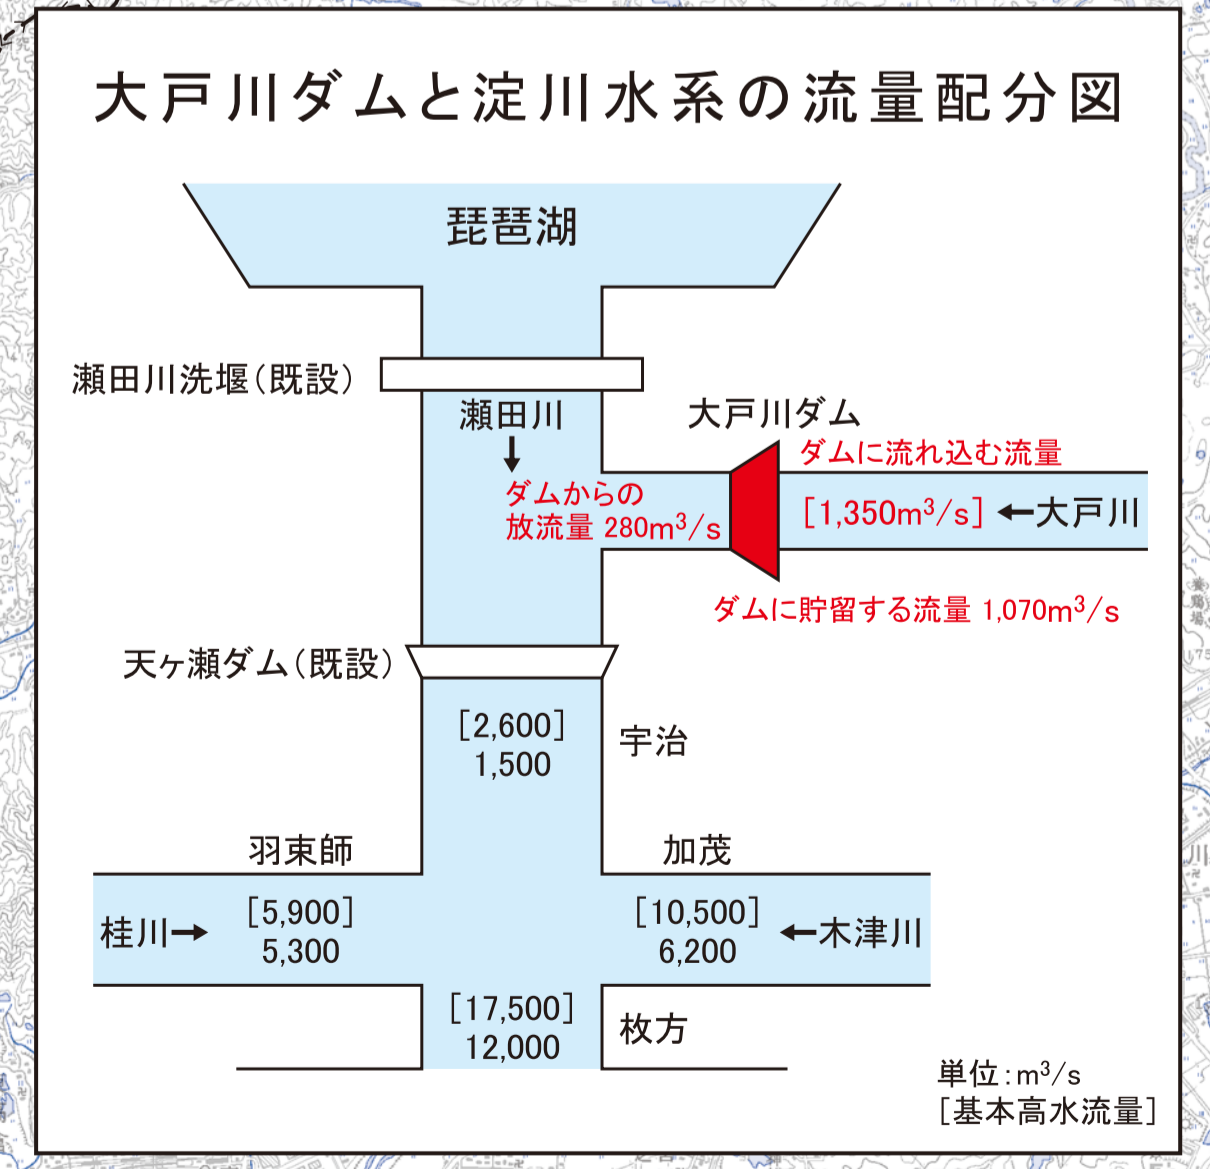 大戸川ダムと淀川水系の流量配分図
琵琶湖
瀬田川洗堰(既設)
瀬田川
↓
大戸川ダム
ダムに流れ込む流量
ダムからの
放流量 280m³/s
[1,350m³/s] ←大戸川
ダムに貯留する流量 1,070m³/s
天ヶ瀬ダム(既設)
[2,600]
1,500
宇治
羽束師
加茂
桂川→
[5,900]
5,300
[10,500]
6,200
←木津川
[17,500]
12,000
枚方
単位:m³/s
[基本高水流量]